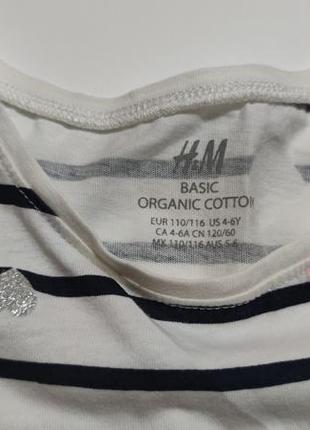 H&M
BASIC
ORGANIC COTTON
EUR 110/116 US 4-6Y
CA 4-6A CN 120/60
MX 110/116 AUS 5-6